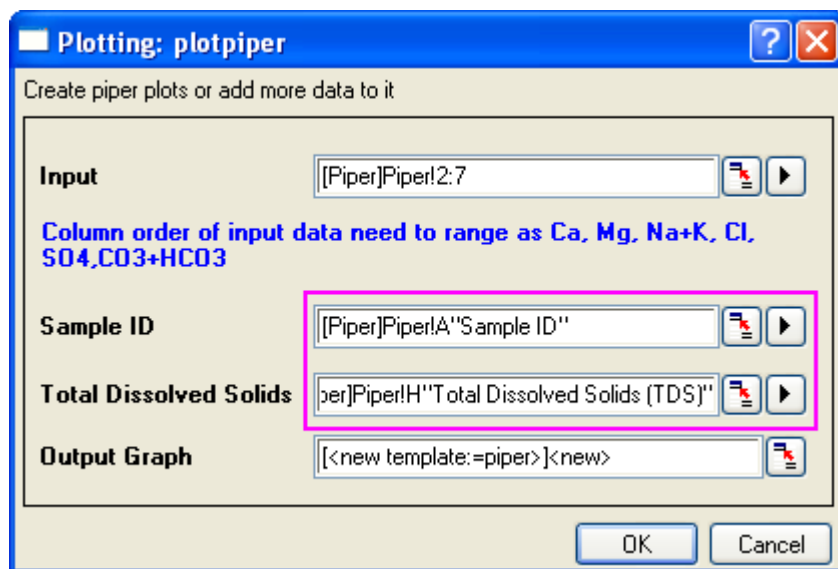 Plotting: plotpiper
Create piper plots or add more data to it
Input [Piper]Piper!2:7
Column order of input data need to range as Ca, Mg, Na+K, Cl,
SO4,CO3+HCO3
Sample ID [Piper]Piper!A"Sample ID"
Total Dissolved Solids per]Piper!H"Total Dissolved Solids (TDS)"
Output Graph [<new template:=piper>]<new>
OK Cancel